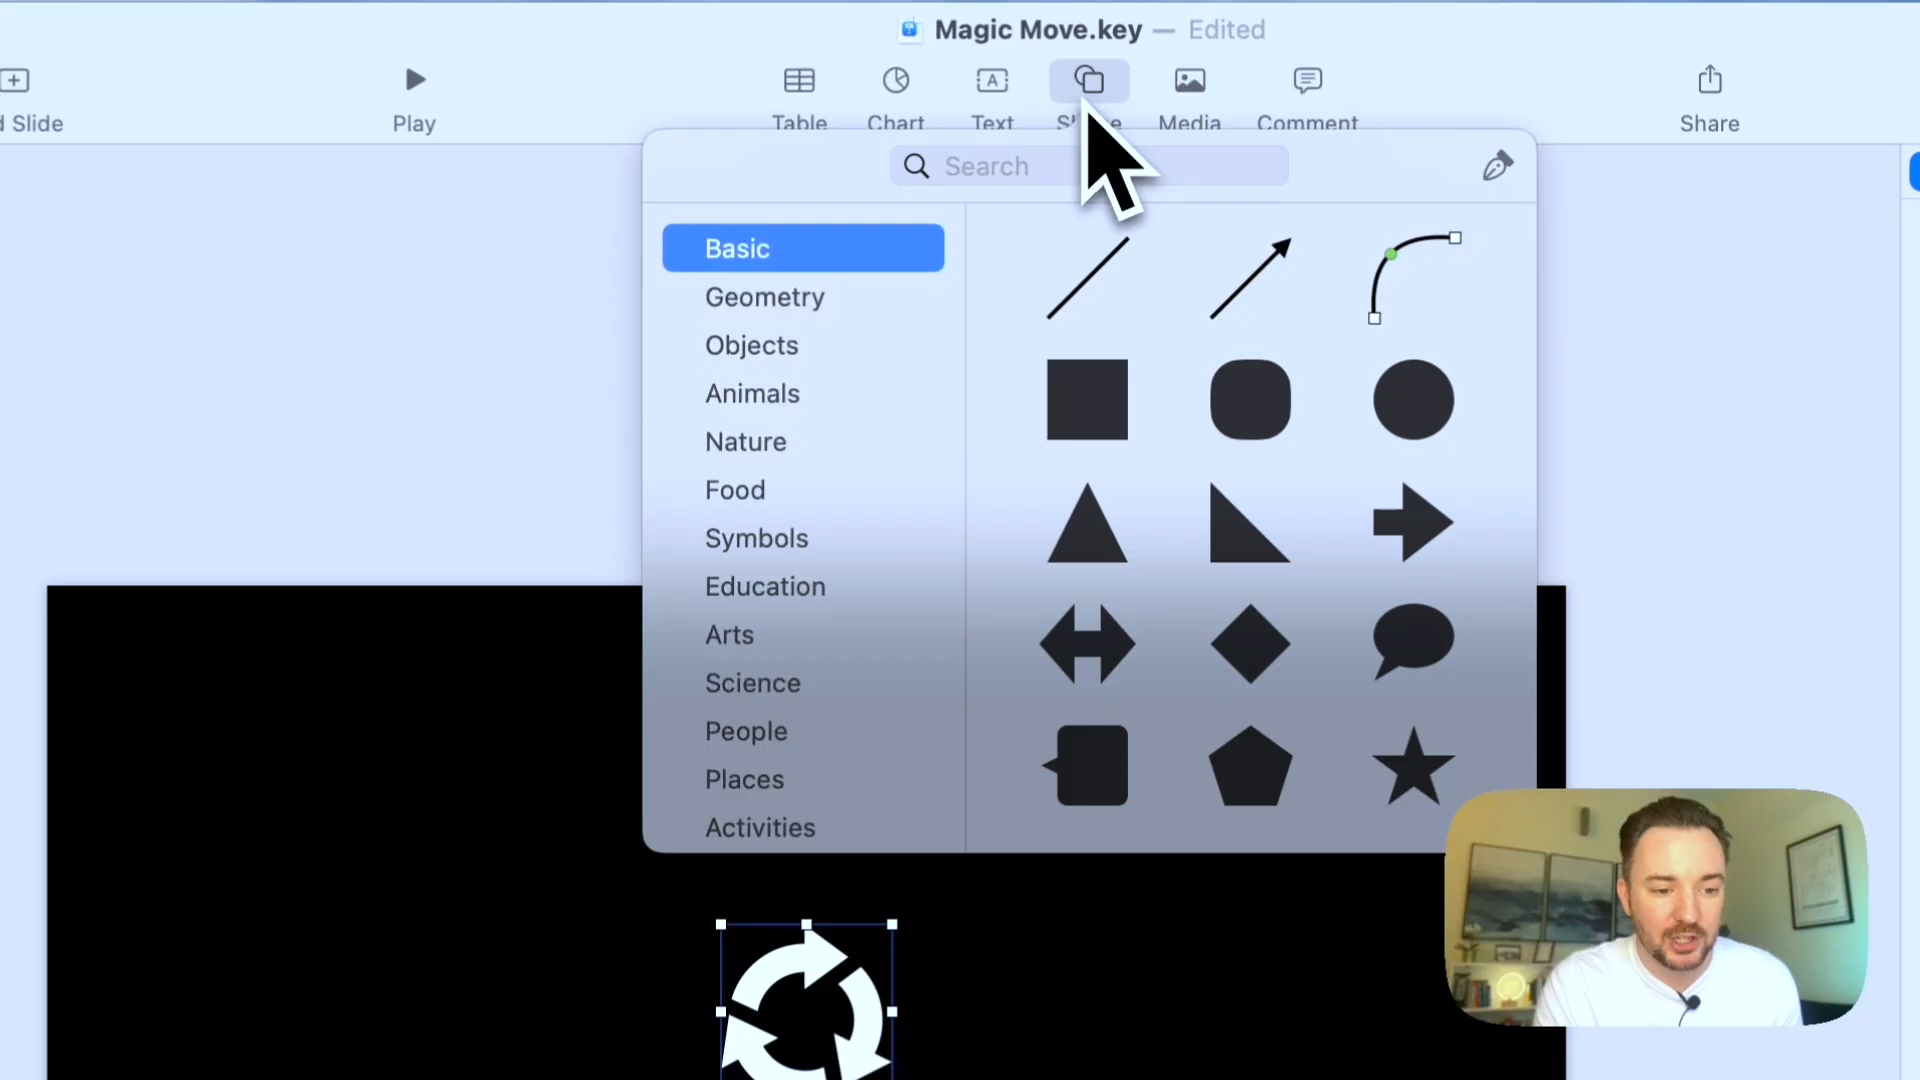 Magic Move.key — Edited
d Slide
Play
Table
Chart
Text
Media
Comment
Share
Search
Basic
Geometry
Objects
Animals
Nature
Food
Symbols
Education
Arts
Science
People
Places
Activities